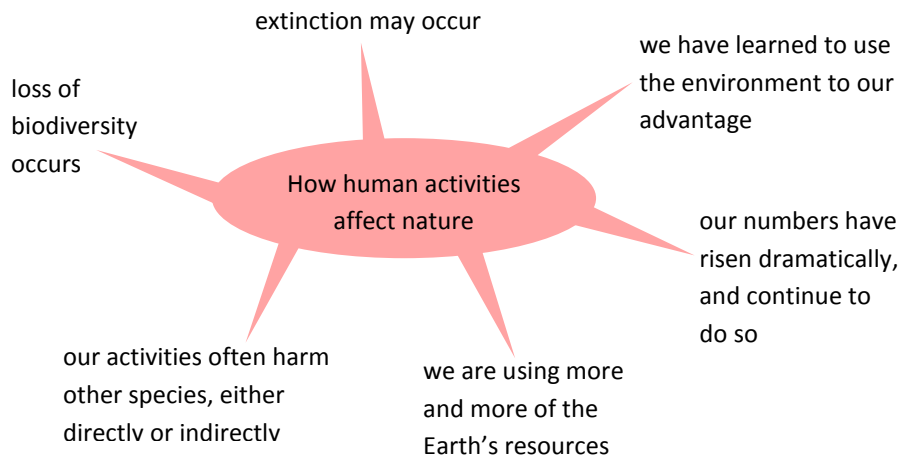 extinction may occur
we have learned to use
the environment to our
advantage
loss of
biodiversity
occurs
How human activities
affect nature
our numbers have
risen dramatically,
and continue to
do so
our activities often harm
other species, either
directly or indirectly
we are using more
and more of the
Earth's resources